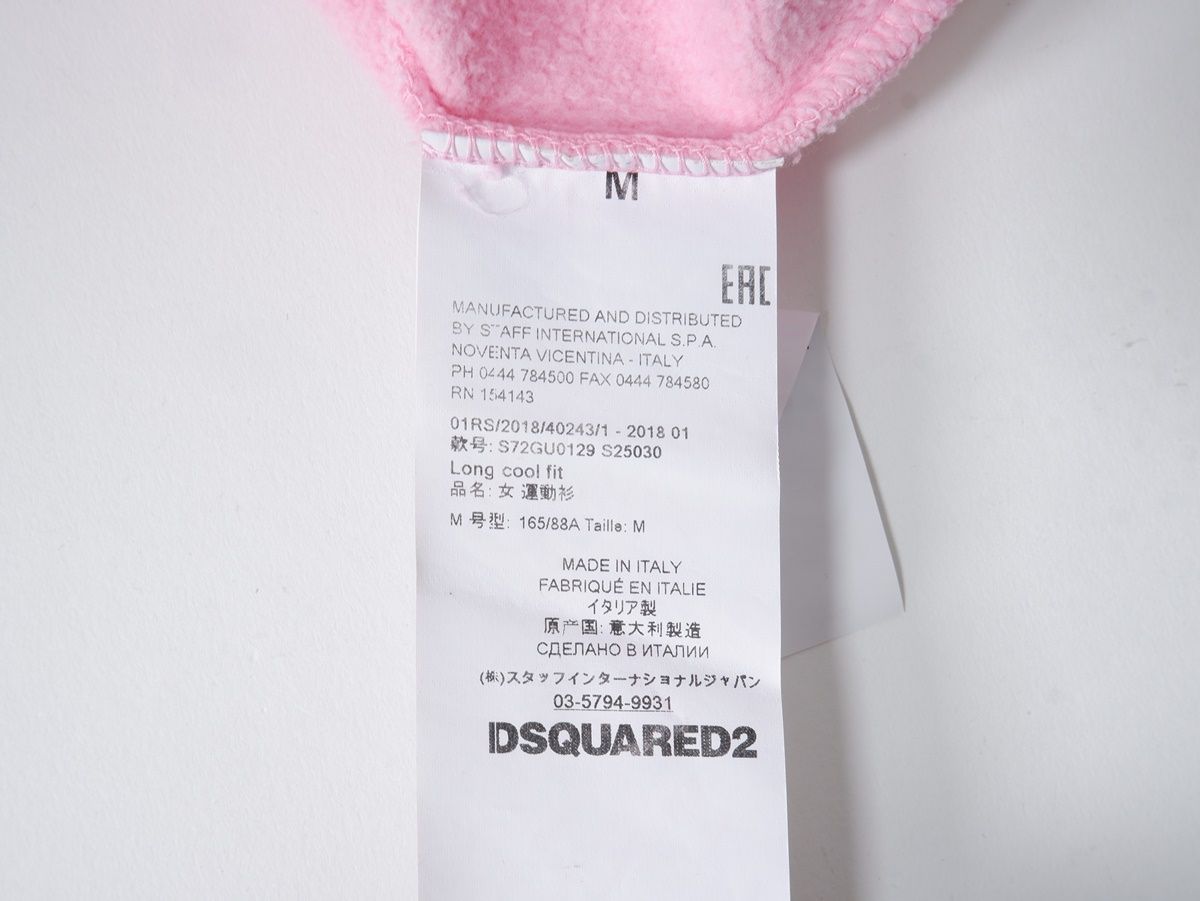 M
EAC
MANUFACTURED AND DISTRIBUTED
BY STAFF INTERNATIONAL S.P.A.
NOVENTA VICENTINA - ITALY
PH 0444 784500 FAX 0444 784580
RN 154143
01RS/2018/40243/1 - 2018 01
款号: S72GU0129 S25030
Long cool fit
品名: 女 運動衫
M 号型: 165/88A Taille: M
MADE IN ITALY
FABRIQUÉ EN ITALIE
イタリア製
原产国: 意大利製造
СДЕЛАНО В ИТАЛИИ
(株)スタッフインターナショナルジャパン
03-5794-9931
DSQUARED2